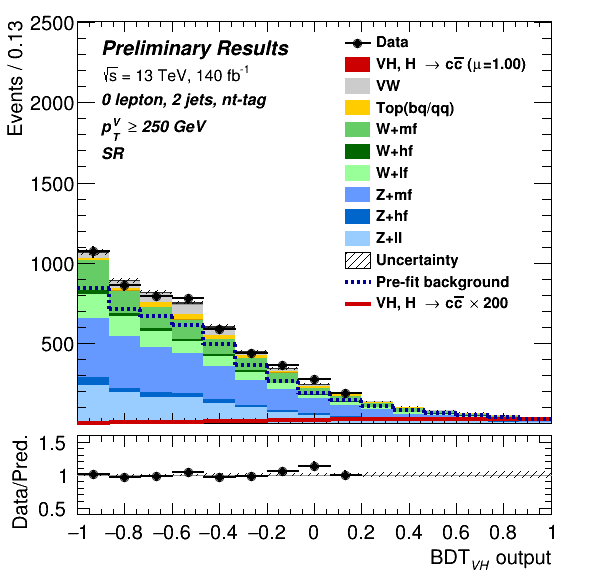 Events / 0.13
2500
2000
1500
1000
500
Preliminary Results
√s = 13 TeV, 140 fb⁻¹
0 lepton, 2 jets, nt-tag
p_T^V ≥ 250 GeV
SR
Data
VH, H → cc̅ (μ=1.00)
VW
Top(bq/qq)
W+mf
W+hf
W+lf
Z+mf
Z+hf
Z+ll
Uncertainty
Pre-fit background
VH, H → cc̅ × 200
Data/Pred.
1.5
1
0.5
−1 −0.8 −0.6 −0.4 −0.2 0 0.2 0.4 0.6 0.8 1
BDT_VH output